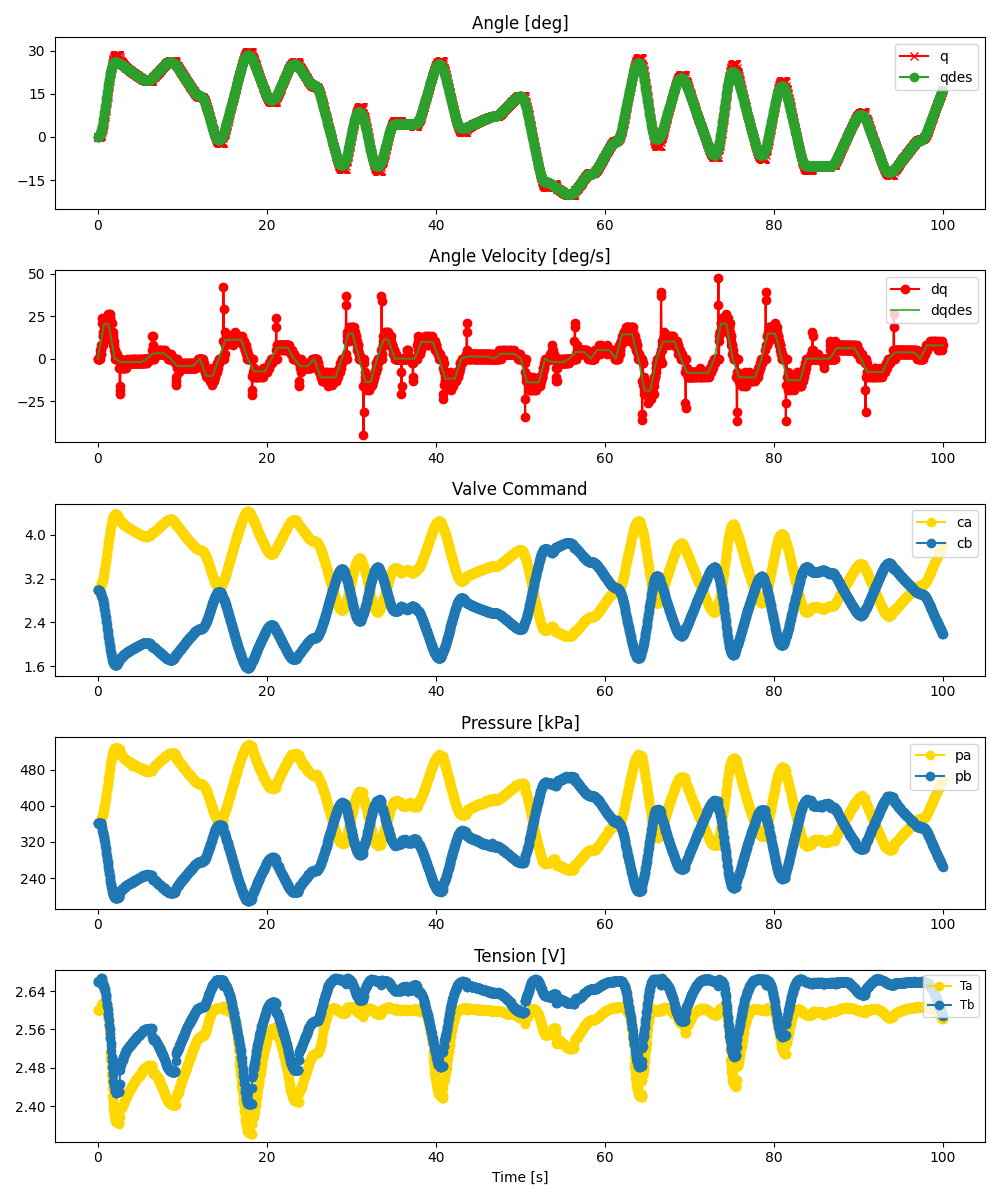 Angle [deg]
30
15
0
−15
q
qdes
0 20 40 60 80 100
Angle Velocity [deg/s]
50
25
0
−25
dq
dqdes
0 20 40 60 80 100
Valve Command
4.0
3.2
2.4
1.6
ca
cb
0 20 40 60 80 100
Pressure [kPa]
480
400
320
240
pa
pb
0 20 40 60 80 100
Tension [V]
2.64
2.56
2.48
2.40
Ta
Tb
0 20 40 60 80 100
Time [s]